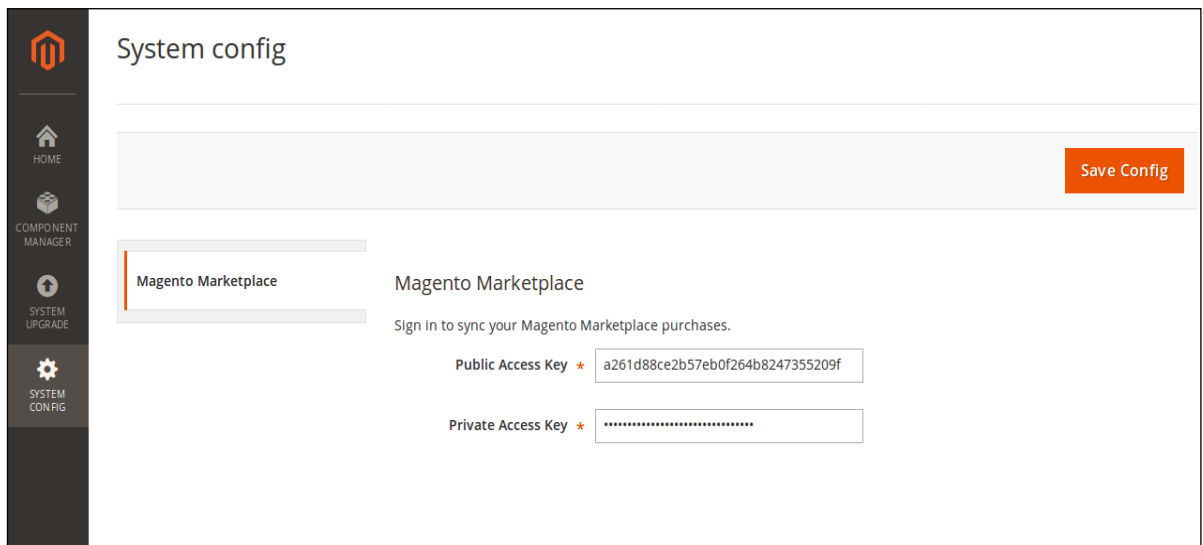 System config
HOME
COMPONENT
MANAGER
SYSTEM
UPGRADE
SYSTEM
CONFIG
Save Config
Magento Marketplace
Magento Marketplace
Sign in to sync your Magento Marketplace purchases.
Public Access Key * a261d88ce2b57eb0f264b8247355209f
Private Access Key * ••••••••••••••••••••••••••••••••